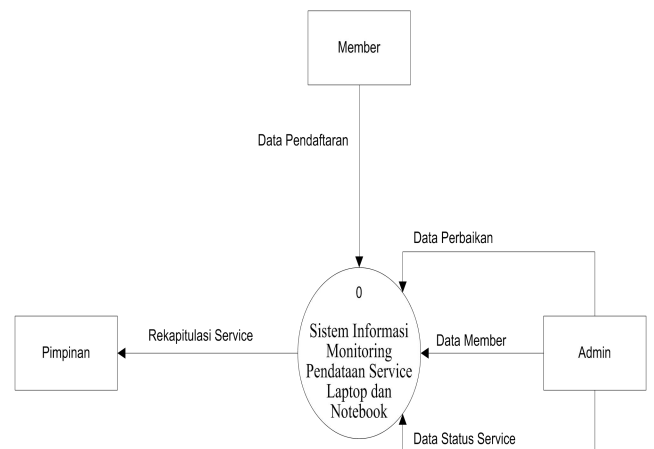 Member
Data Pendaftaran
Data Perbaikan
0
Sistem Informasi
Monitoring
Pendataan Service
Laptop dan
Notebook
Pimpinan
Rekapitulasi Service
Data Member
Admin
Data Status Service